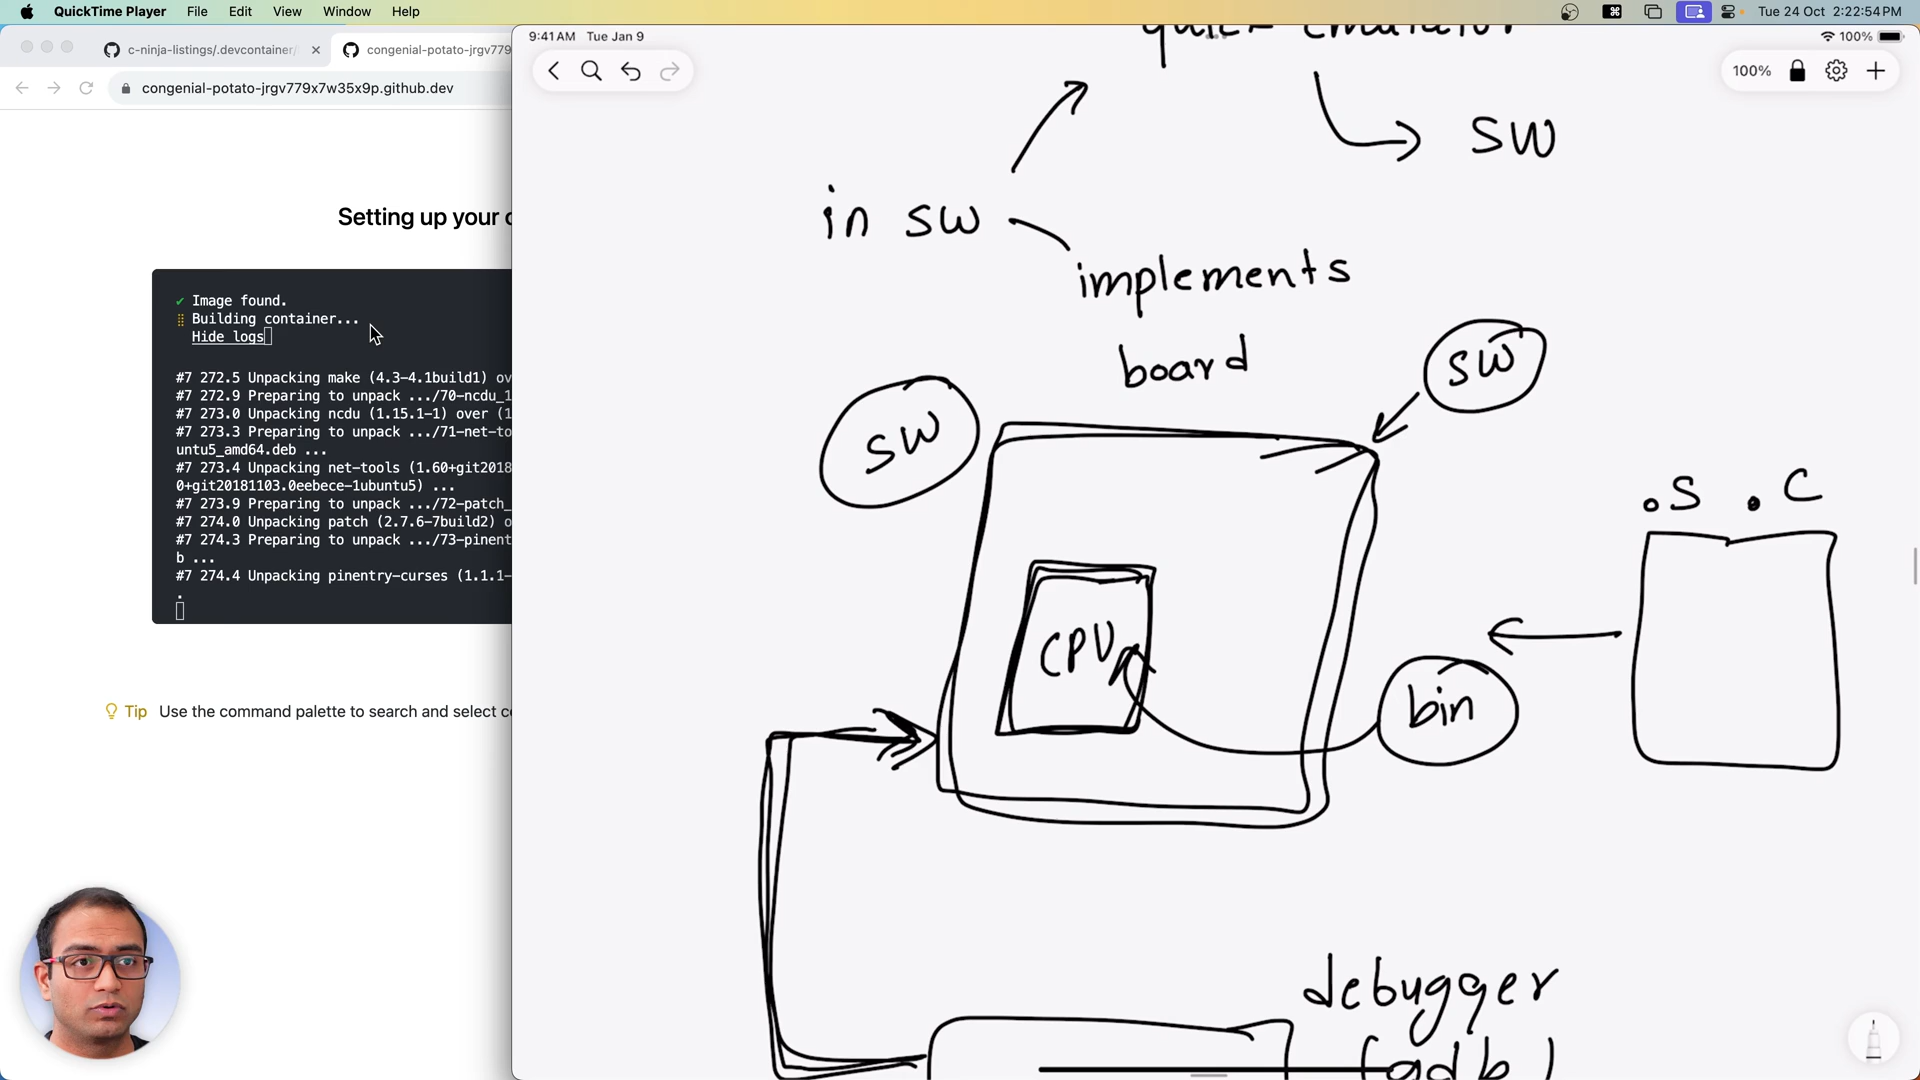 QuickTime Player File Edit View Window Help
Tue 24 Oct 2:22:54 PM
c-ninja-listings/.devcontainer/
congenial-potato-jrgv779
congenial-potato-jrgv779x7w35x9p.github.dev
Setting up your c
✓ Image found.
Building container...
Hide logs
#7 272.5 Unpacking make (4.3-4.1build1) ov
#7 272.9 Preparing to unpack .../70-ncdu_1
#7 273.0 Unpacking ncdu (1.15.1-1) over (1
#7 273.3 Preparing to unpack .../71-net-to
untu5_amd64.deb ...
#7 273.4 Unpacking net-tools (1.60+git2018
0+git20181103.0eebece-1ubuntu5) ...
#7 273.9 Preparing to unpack .../72-patch_
#7 274.0 Unpacking patch (2.7.6-7build2) o
#7 274.3 Preparing to unpack .../73-pinent
b ...
#7 274.4 Unpacking pinentry-curses (1.1.1-
.
Tip Use the command palette to search and select c
9:41 AM Tue Jan 9
100%
100%
quick emulator
SW
in SW
implements
board
SW
SW
.S .C
CPU
bin
debugger
(gdb)